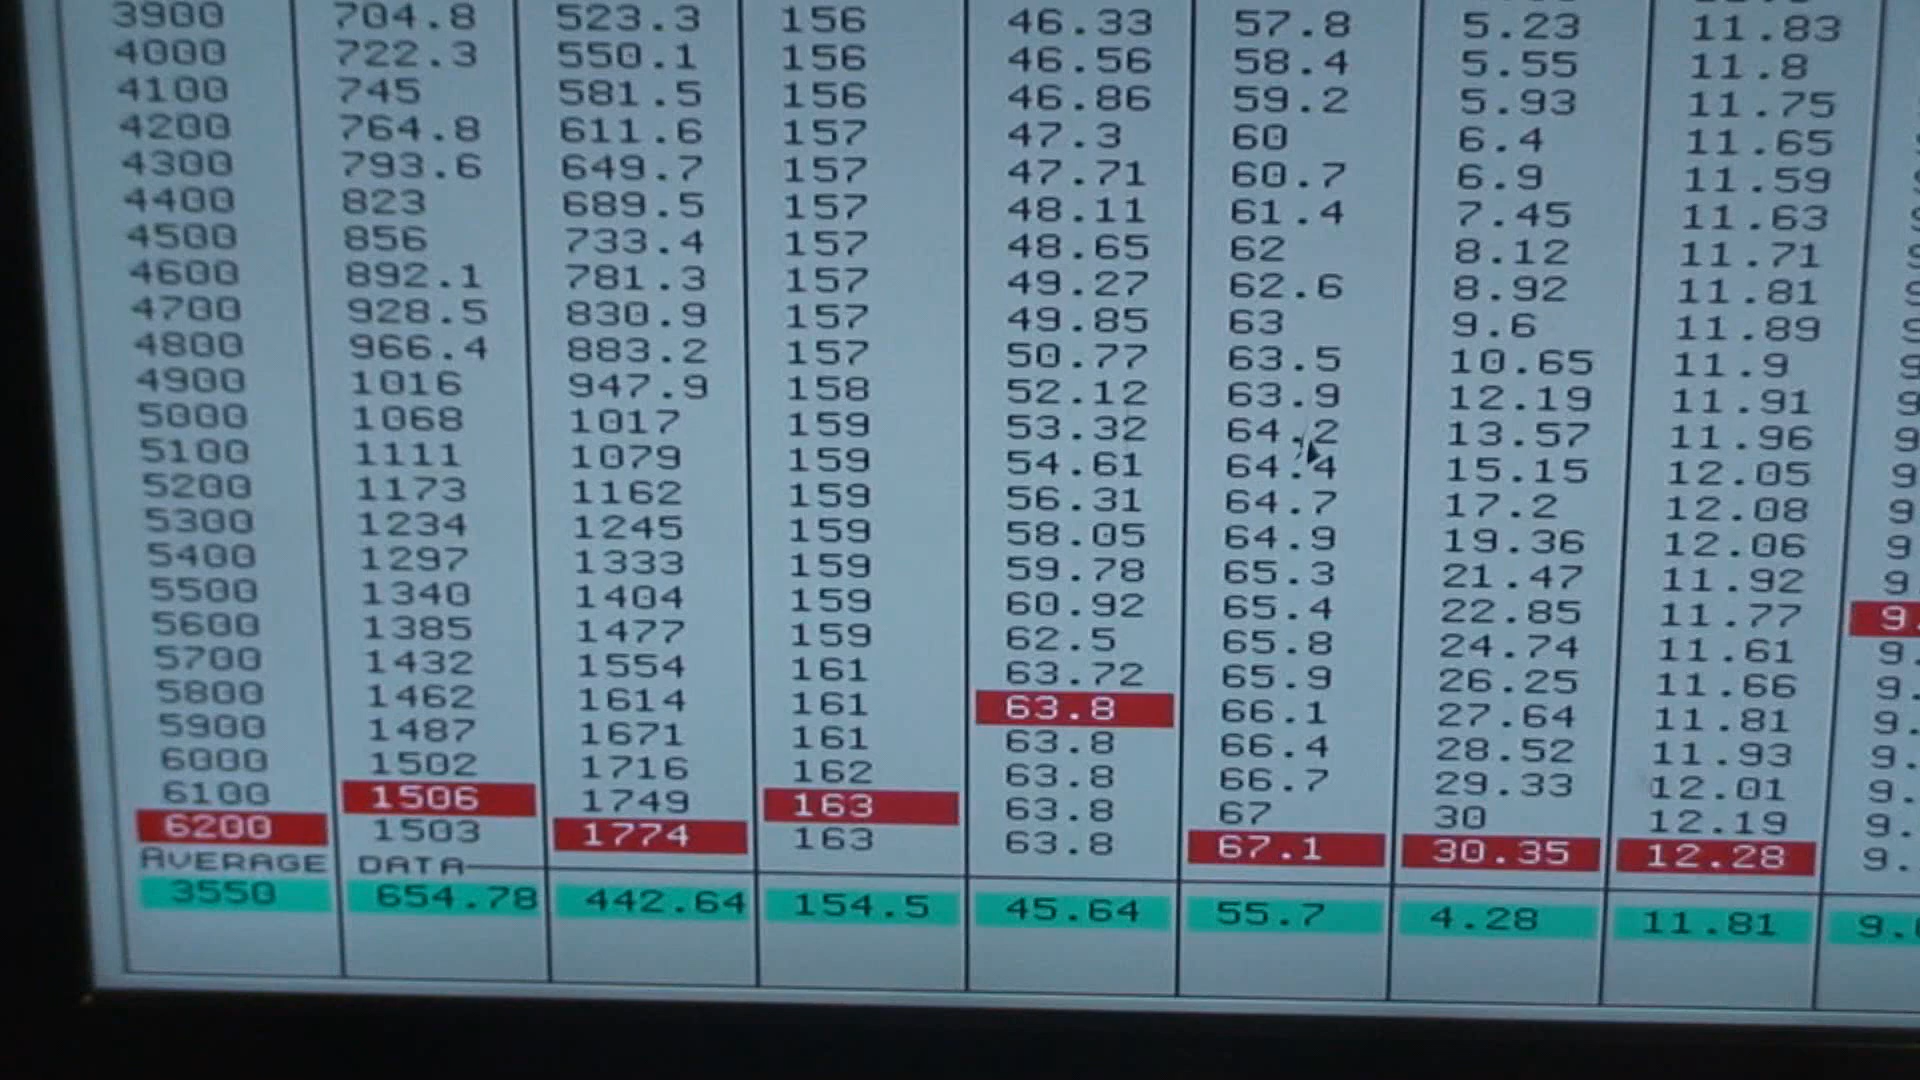 3900 704.8 523.3 156 46.33 57.8 5.23 11.83
4000 722.3 550.1 156 46.56 58.4 5.55 11.8
4100 745 581.5 156 46.86 59.2 5.93 11.75
4200 764.8 611.6 157 47.3 60 6.4 11.65
4300 793.6 649.7 157 47.71 60.7 6.9 11.59
4400 823 689.5 157 48.11 61.4 7.45 11.63
4500 856 733.4 157 48.65 62 8.12 11.71
4600 892.1 781.3 157 49.27 62.6 8.92 11.81
4700 928.5 830.9 157 49.85 63 9.6 11.89
4800 966.4 883.2 157 50.77 63.5 10.65 11.9
4900 1016 947.9 158 52.12 63.9 12.19 11.91
5000 1068 1017 159 53.32 64.2 13.57 11.96
5100 1111 1079 159 54.61 64.4 15.15 12.05
5200 1173 1162 159 56.31 64.7 17.2 12.08
5300 1234 1245 159 58.05 64.9 19.36 12.06
5400 1297 1333 159 59.78 65.3 21.47 11.92
5500 1340 1404 159 60.92 65.4 22.85 11.77 9.
5600 1385 1477 159 62.5 65.8 24.74 11.61 9.
5700 1432 1554 161 63.72 65.9 26.25 11.66 9.
5800 1462 1614 161 63.8 66.1 27.64 11.81 9.
5900 1487 1671 161 63.8 66.4 28.52 11.93 9.
6000 1502 1716 162 63.8 66.7 29.33 12.01 9.
6100 1506 1749 163 63.8 67 30 12.19 9.
6200 1503 1774 163 63.8 67.1 30.35 12.28 9.
AVERAGE DATA
3550 654.78 442.64 154.5 45.64 55.7 4.28 11.81 9.